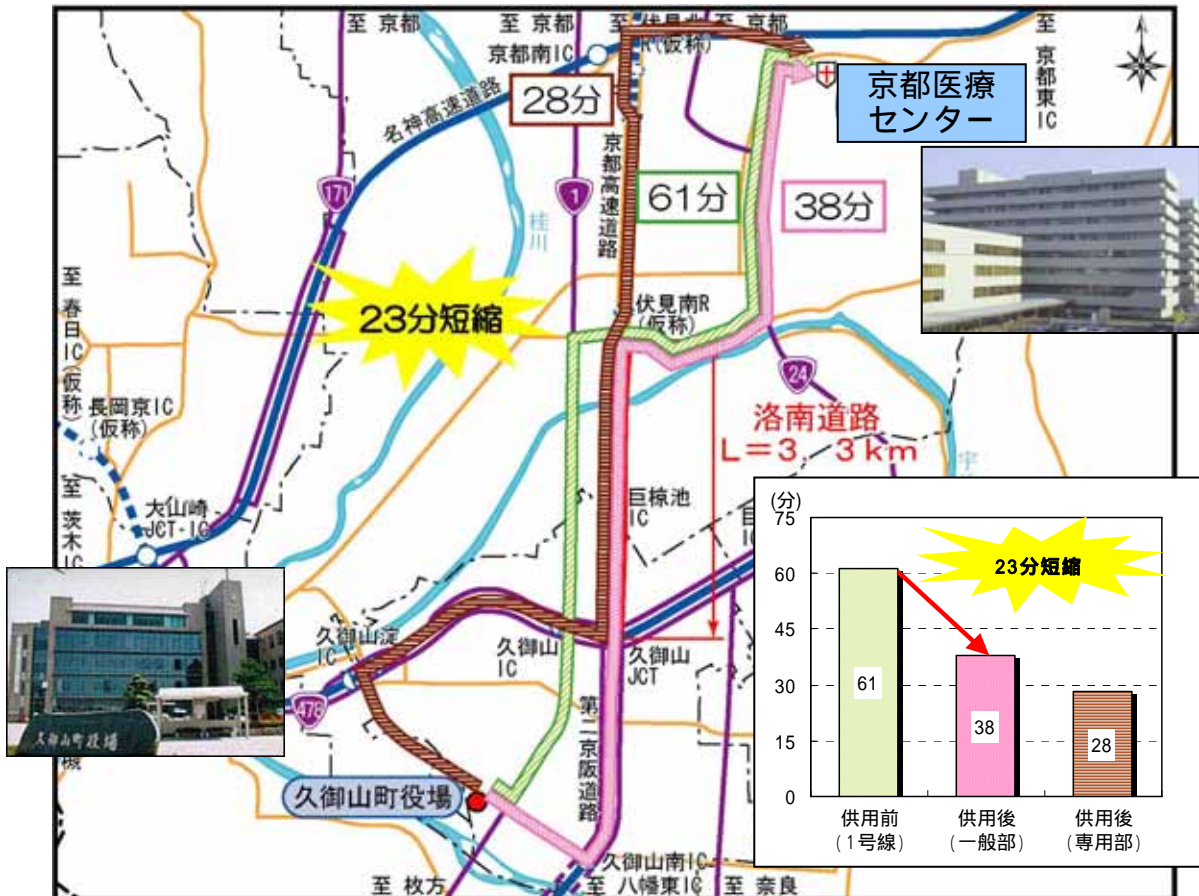 至 京都
至 京都
至
至 京都
至
京都東IC
京都南IC
R(仮称)
28分
名神高速道路
京都医療
センター
171
1
京都高速道路
61分
38分
桂川
至
春日IC(仮称)
23分短縮
伏見南R
(仮称)
24
長岡京IC
(仮称)
洛南道路
L=3,3km
至
茨木IC
大山崎
JCT・IC
巨椋池
IC
久御山淀
IC
久御山
IC
久御山
JCT
478
第二京阪道路
久御山町役場
久御山町役場
久御山南IC
至 枚方
至 八幡東IC
至 奈良
(分)
75
60
45
30
15
0
23分短縮
61
38
28
供用前
(1号線)
供用後
(一般部)
供用後
(専用部)